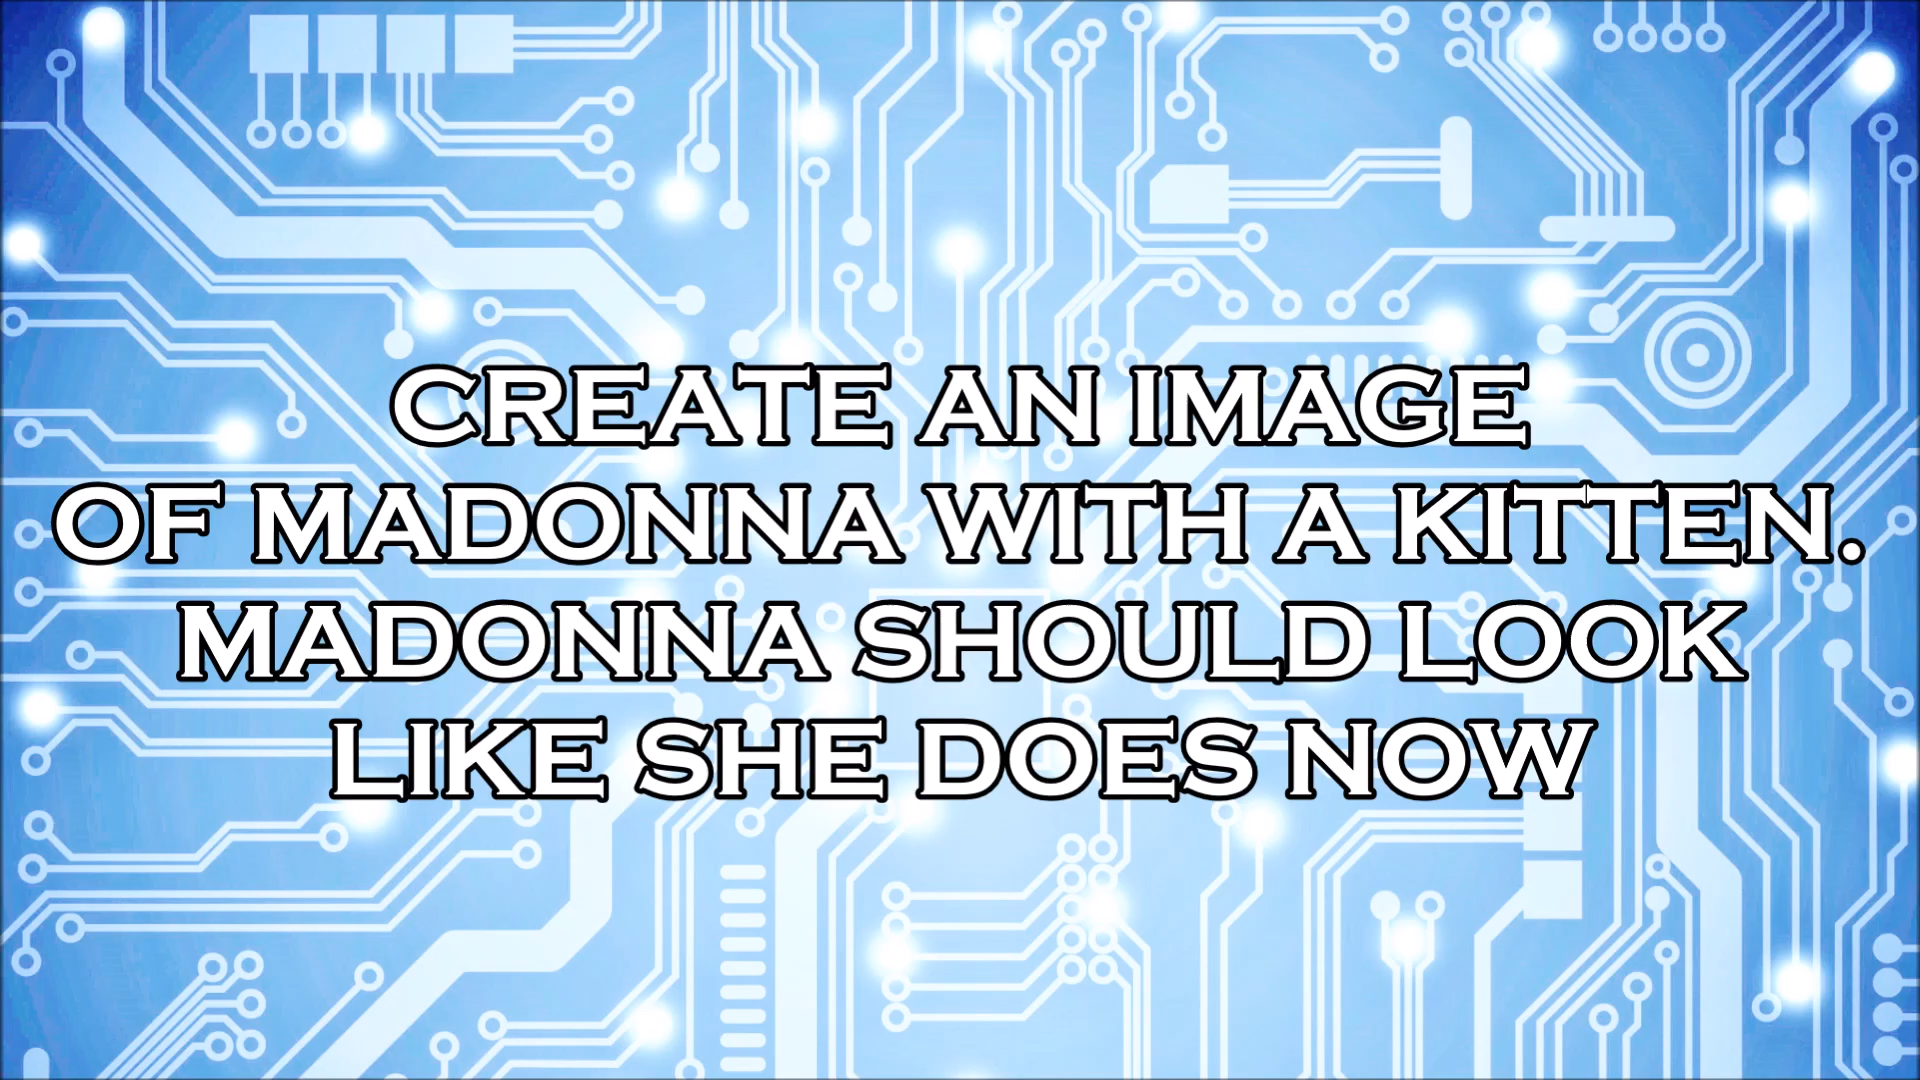 CREATE AN IMAGE
OF MADONNA WITH A KITTEN.
MADONNA SHOULD LOOK
LIKE SHE DOES NOW